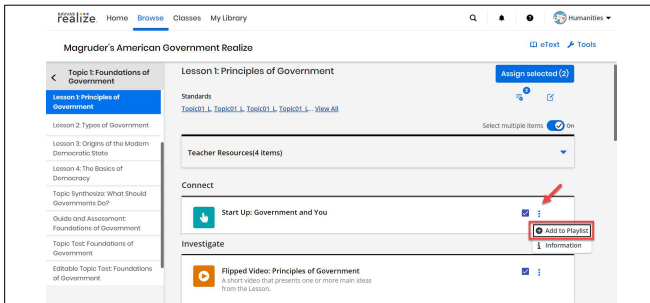 SAVVAS
realize. Home Browse Classes My Library
Humanities
Magruder's American Government Realize
eText Tools
Topic 1: Foundations of
Government
Lesson 1: Principles of
Government
Lesson 2: Types of Government
Lesson 3: Origins of the Modern
Democratic State
Lesson 4: The Basics of
Democracy
Topic Synthesize: What Should
Governments Do?
Guide and Assessment:
Foundations of Government
Topic Test: Foundations of
Government
Editable Topic Test: Foundations
of Government
Lesson 1: Principles of Government
Assign selected (2)
Standards
Topic01_L, Topic01_L, Topic01_L, Topic01_L... View All
Select multiple items On
Teacher Resources(4 items)
Connect
Start Up: Government and You
Add to Playlist
Information
Investigate
Flipped Video: Principles of Government
A short video that presents one or more main ideas
from the Lesson.